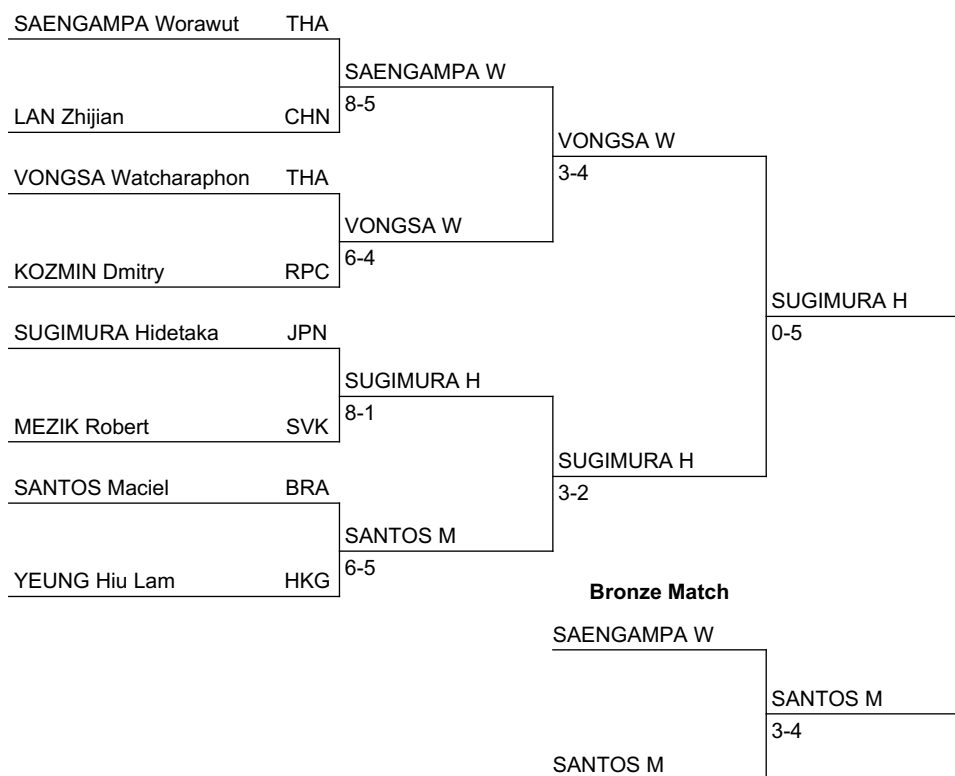 SAENGAMPA Worawut THA
SAENGAMPA W
8-5
LAN Zhijian CHN
VONGSA W
3-4
VONGSA Watcharaphon THA
VONGSA W
6-4
KOZMIN Dmitry RPC
SUGIMURA H
0-5
SUGIMURA Hidetaka JPN
SUGIMURA H
8-1
MEZIK Robert SVK
SUGIMURA H
3-2
SANTOS Maciel BRA
SANTOS M
6-5
YEUNG Hiu Lam HKG
Bronze Match
SAENGAMPA W
SANTOS M
3-4
SANTOS M